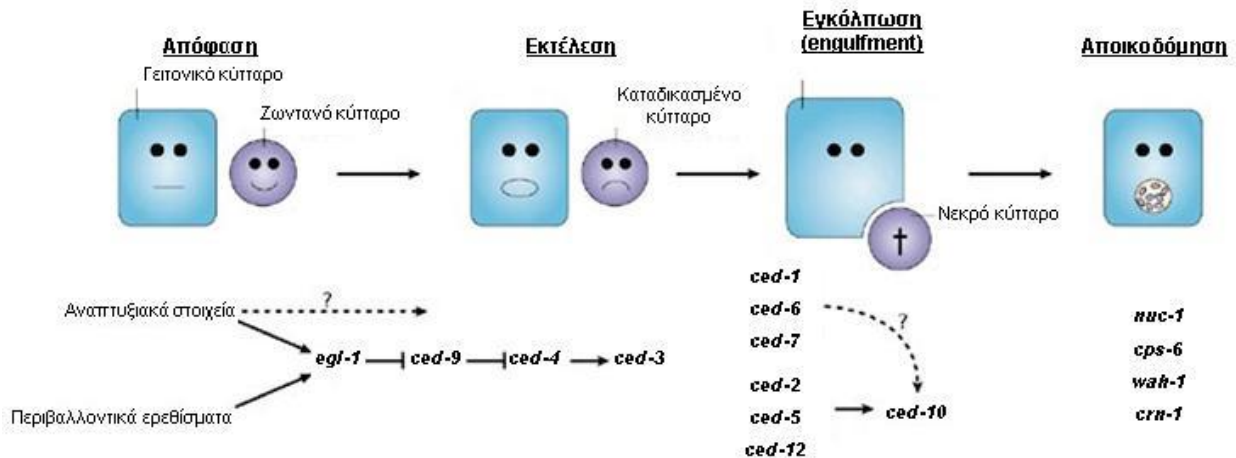 Απόφαση
Εκτέλεση
Εγκόλπωση
(engulfment)
Αποικοδόμηση
Γειτονικό κύτταρο
Ζωντανό κύτταρο
Καταδικασμένο
κύτταρο
Νεκρό κύτταρο
Αναπτυξιακά στοιχεία
?
egl-1
ced-9
ced-4
ced-3
Περιβαλλοντικά ερεθίσματα
ced-1
ced-6
?
ced-7
ced-2
ced-5
ced-10
ced-12
nuc-1
cps-6
wah-1
crn-1